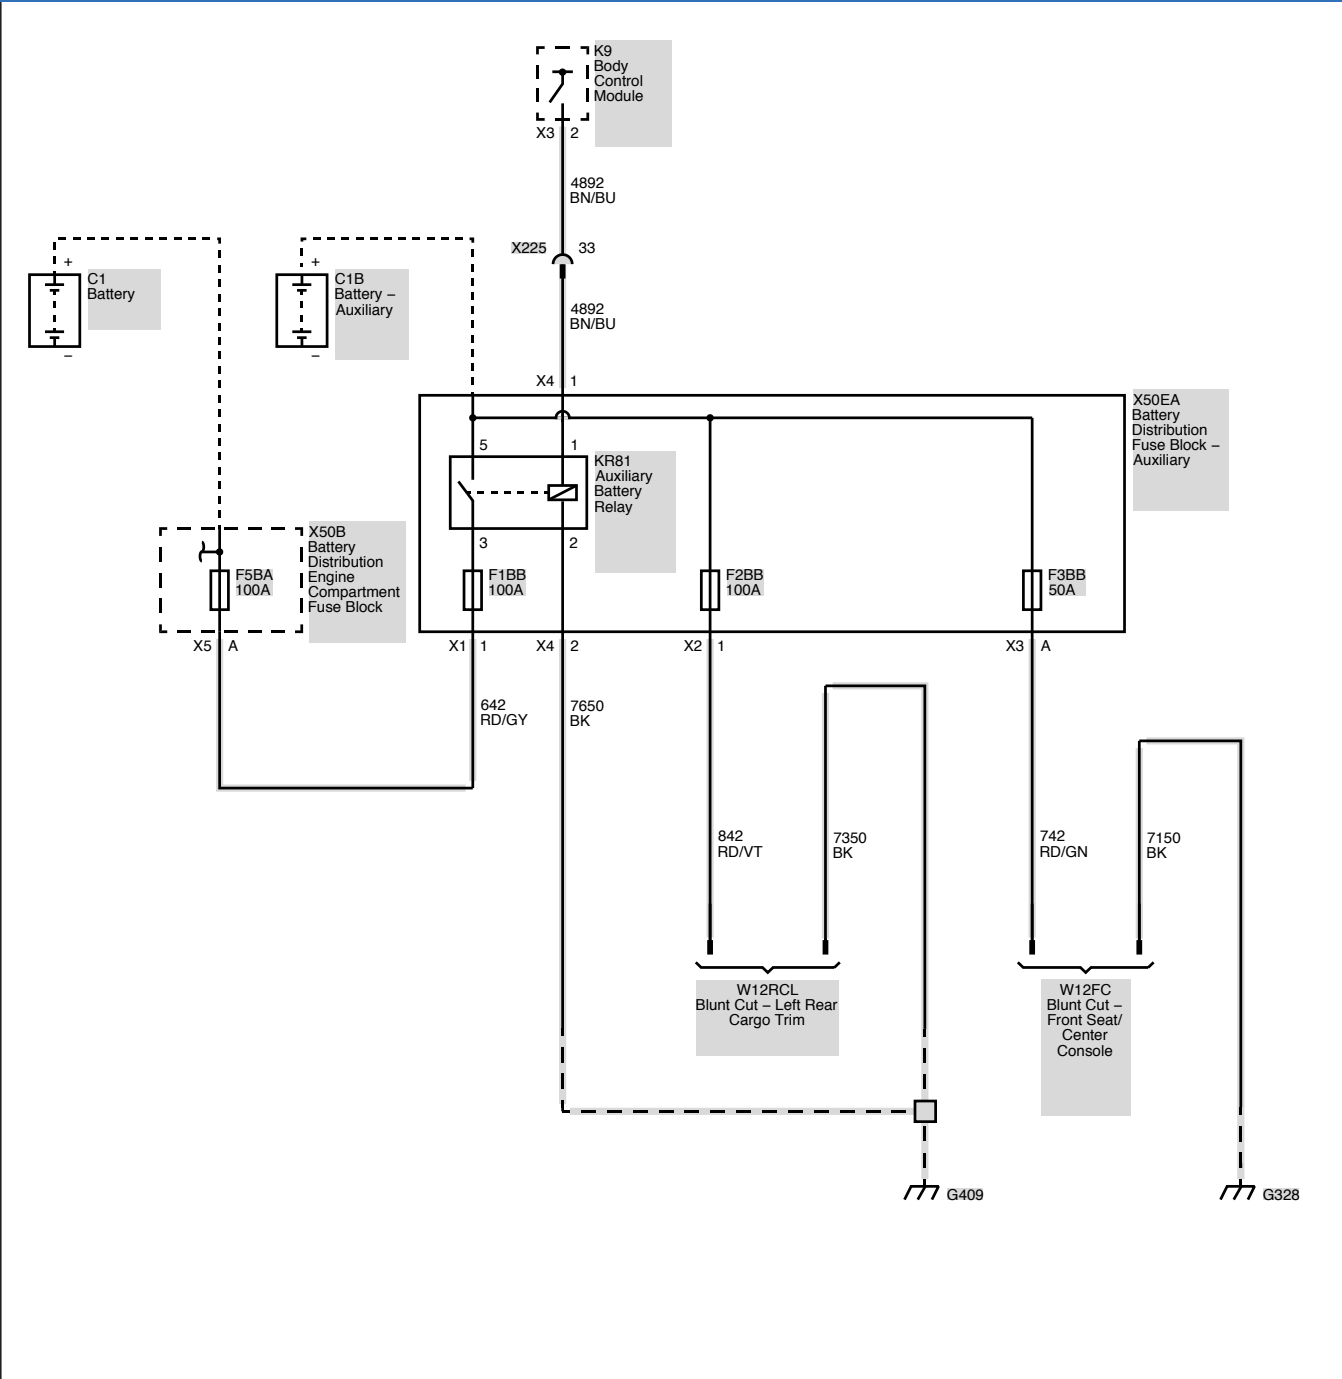 K9
Body
Control
Module
X3 2
4892
BN/BU
X225 33
4892
BN/BU
X4 1
+
C1
Battery
–
+
C1B
Battery –
Auxiliary
–
X50EA
Battery
Distribution
Fuse Block –
Auxiliary
5 1
KR81
Auxiliary
Battery
Relay
3 2
X50B
Battery
Distribution
Engine
Compartment
Fuse Block
F5BA
100A
F1BB
100A
F2BB
100A
F3BB
50A
X5 A
X1 1
X4 2
X2 1
X3 A
642
RD/GY
7650
BK
842
RD/VT
7350
BK
742
RD/GN
7150
BK
W12RCL
Blunt Cut – Left Rear
Cargo Trim
W12FC
Blunt Cut –
Front Seat/
Center
Console
G409
G328